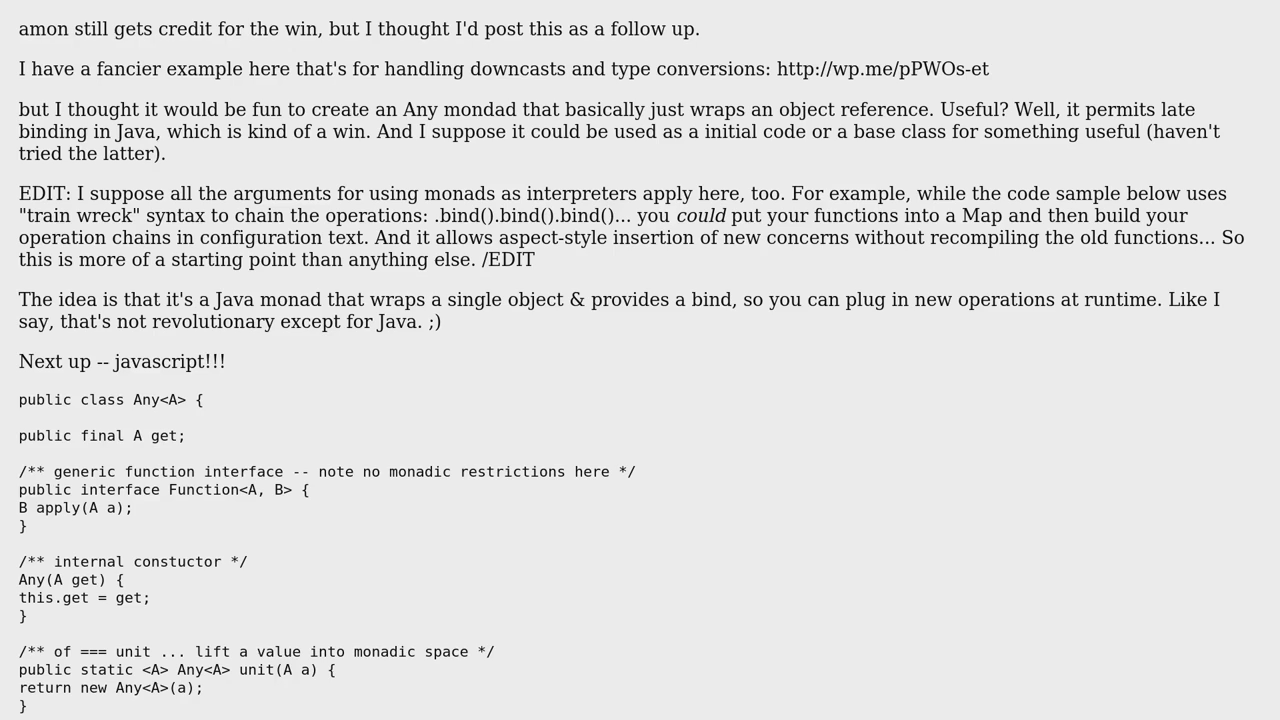 amon still gets credit for the win, but I thought I'd post this as a follow up.
I have a fancier example here that's for handling downcasts and type conversions: http://wp.me/pPWOs-et
but I thought it would be fun to create an Any mondad that basically just wraps an object reference. Useful? Well, it permits late
binding in Java, which is kind of a win. And I suppose it could be used as a initial code or a base class for something useful (haven't
tried the latter).
EDIT: I suppose all the arguments for using monads as interpreters apply here, too. For example, while the code sample below uses
"train wreck" syntax to chain the operations: .bind().bind().bind()... you could put your functions into a Map and then build your
operation chains in configuration text. And it allows aspect-style insertion of new concerns without recompiling the old functions... So
this is more of a starting point than anything else. /EDIT
The idea is that it's a Java monad that wraps a single object & provides a bind, so you can plug in new operations at runtime. Like I
say, that's not revolutionary except for Java. ;)
Next up -- javascript!!!
public class Any<A> {
public final A get;
/** generic function interface -- note no monadic restrictions here */
public interface Function<A, B> {
B apply(A a);
}
/** internal constuctor */
Any(A get) {
this.get = get;
}
/** of === unit ... lift a value into monadic space */
public static <A> Any<A> unit(A a) {
return new Any<A>(a);
}